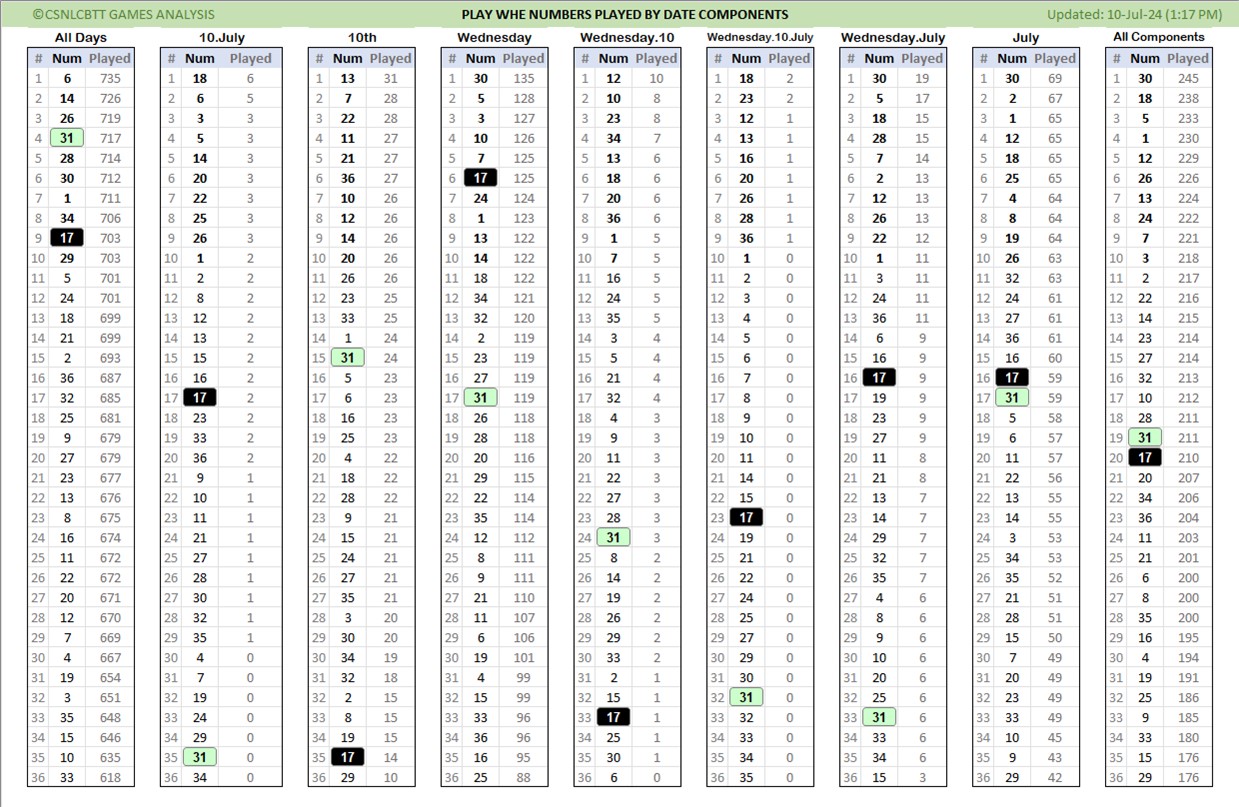 ©CSNLCBTT GAMES ANALYSIS PLAY WHE NUMBERS PLAYED BY DATE COMPONENTS Updated: 10-Jul-24 (1:17 PM)
All Days 10.July 10th Wednesday Wednesday.10 Wednesday.10.July Wednesday.July July All Components
# Num Played # Num Played # Num Played # Num Played # Num Played # Num Played # Num Played # Num Played # Num Played
1 6 735 1 18 6 1 13 31 1 30 135 1 12 10 1 18 2 1 30 19 1 30 69 1 30 245
2 14 726 2 6 5 2 7 28 2 5 128 2 10 8 2 23 2 2 5 17 2 2 67 2 18 238
3 26 719 3 3 3 3 22 28 3 3 127 3 23 8 3 12 1 3 18 15 3 1 65 3 5 233
4 31 717 4 5 3 4 11 27 4 10 126 4 34 7 4 13 1 4 28 15 4 12 65 4 1 230
5 28 714 5 14 3 5 21 27 5 7 125 5 13 6 5 16 1 5 7 14 5 18 65 5 12 229
6 30 712 6 20 3 6 36 27 6 17 125 6 18 6 6 20 1 6 2 13 6 25 65 6 26 226
7 1 711 7 22 3 7 10 26 7 24 124 7 20 6 7 26 1 7 12 13 7 4 64 7 13 224
8 34 706 8 25 3 8 12 26 8 1 123 8 36 6 8 28 1 8 26 13 8 8 64 8 24 222
9 17 703 9 26 3 9 14 26 9 13 122 9 1 5 9 36 1 9 22 12 9 19 64 9 7 221
10 29 703 10 1 2 10 20 26 10 14 122 10 7 5 10 1 0 10 1 11 10 26 63 10 3 218
11 5 701 11 2 2 11 26 26 11 18 122 11 16 5 11 2 0 11 3 11 11 32 63 11 2 217
12 24 701 12 8 2 12 23 25 12 34 121 12 24 5 12 3 0 12 24 11 12 24 61 12 22 216
13 18 699 13 12 2 13 33 25 13 32 120 13 35 5 13 4 0 13 36 11 13 27 61 13 14 215
14 21 699 14 13 2 14 1 24 14 2 119 14 3 4 14 5 0 14 6 9 14 36 61 14 23 214
15 2 693 15 15 2 15 31 24 15 23 119 15 5 4 15 6 0 15 16 9 15 16 60 15 27 214
16 36 687 16 16 2 16 5 23 16 27 119 16 21 4 16 7 0 16 17 9 16 17 59 16 32 213
17 32 685 17 17 2 17 6 23 17 31 119 17 32 4 17 8 0 17 19 9 17 31 59 17 10 212
18 25 681 18 23 2 18 16 23 18 26 118 18 4 3 18 9 0 18 23 9 18 5 58 18 28 211
19 9 679 19 33 2 19 25 23 19 28 118 19 9 3 19 10 0 19 27 9 19 6 57 19 31 211
20 27 679 20 36 2 20 4 22 20 20 116 20 11 3 20 11 0 20 11 8 20 11 57 20 17 210
21 23 677 21 9 1 21 18 22 21 29 115 21 22 3 21 14 0 21 21 8 21 22 56 21 20 207
22 13 676 22 10 1 22 28 22 22 22 114 22 27 3 22 15 0 22 13 7 22 13 55 22 34 206
23 8 675 23 11 1 23 9 21 23 35 114 23 28 3 23 17 0 23 14 7 23 14 55 23 36 204
24 16 674 24 21 1 24 15 21 24 12 112 24 31 3 24 19 0 24 29 7 24 3 53 24 11 203
25 11 672 25 27 1 25 24 21 25 8 111 25 8 2 25 21 0 25 32 7 25 34 53 25 21 201
26 22 672 26 28 1 26 27 21 26 9 111 26 14 2 26 22 0 26 35 7 26 35 52 26 6 200
27 20 671 27 30 1 27 35 21 27 21 110 27 19 2 27 24 0 27 4 6 27 21 51 27 8 200
28 12 670 28 32 1 28 3 20 28 11 107 28 26 2 28 25 0 28 8 6 28 28 51 28 35 200
29 7 669 29 35 1 29 30 20 29 6 106 29 29 2 29 27 0 29 9 6 29 15 50 29 16 195
30 4 667 30 4 0 30 34 19 30 19 101 30 33 2 30 29 0 30 10 6 30 7 49 30 4 194
31 19 654 31 7 0 31 32 18 31 4 99 31 2 1 31 30 0 31 20 6 31 20 49 31 19 191
32 3 651 32 19 0 32 2 15 32 15 99 32 15 1 32 31 0 32 25 6 32 23 49 32 25 186
33 35 648 33 24 0 33 8 15 33 33 96 33 17 1 33 32 0 33 31 6 33 33 49 33 9 185
34 15 646 34 29 0 34 19 15 34 36 96 34 25 1 34 33 0 34 33 6 34 10 45 34 33 180
35 10 635 35 31 0 35 17 14 35 16 95 35 30 1 35 34 0 35 34 6 35 9 43 35 15 176
36 33 618 36 34 0 36 29 10 36 25 88 36 6 0 36 35 0 36 15 3 36 29 42 36 29 176